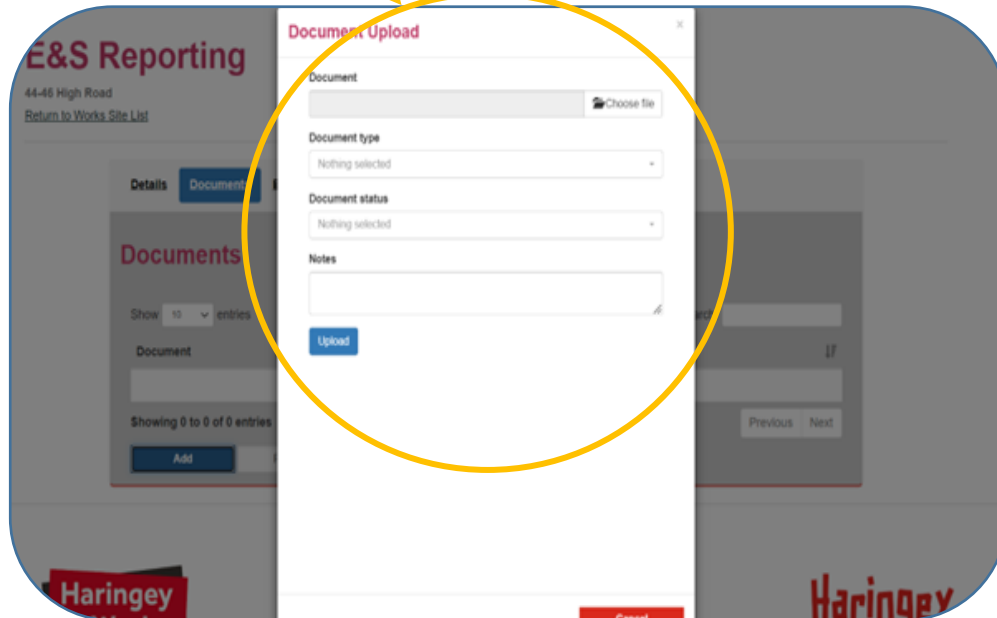 E&S Reporting
44-46 High Road
Return to Works Site List
Details Documents
Documents
Show 10 entries
Document
Showing 0 to 0 of 0 entries
Previous Next
Add
Document Upload
×
Document
Choose file
Document type
Nothing selected
Document status
Nothing selected
Notes
Upload
Cancel
Haringey
Haringey